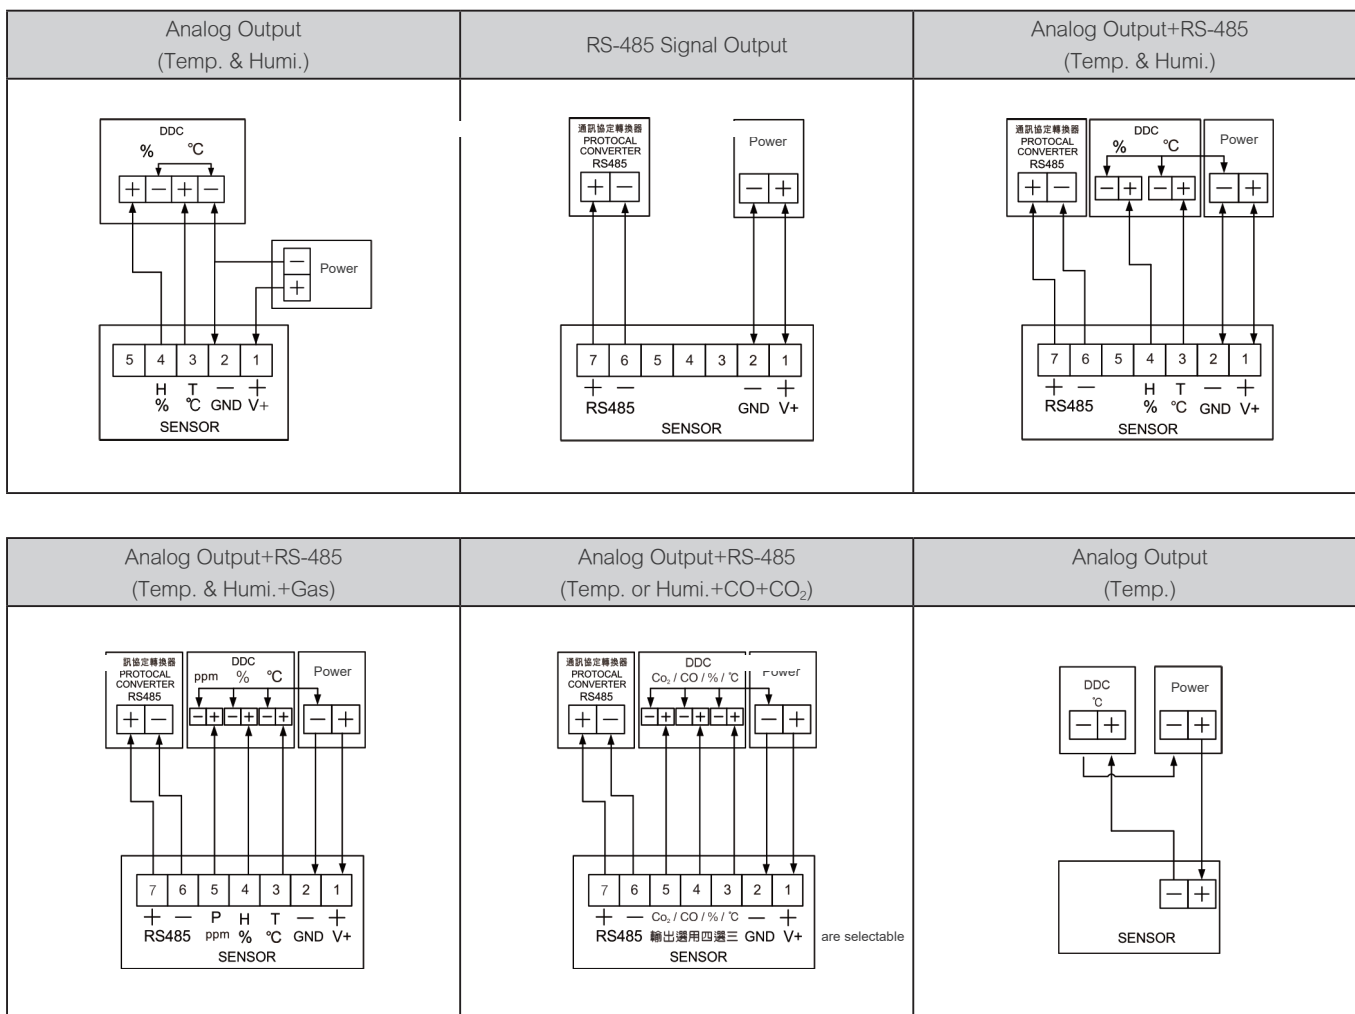 Analog Output
(Temp. & Humi.)
RS-485 Signal Output
Analog Output+RS-485
(Temp. & Humi.)
DDC
% ℃
+ − + −
−
+
Power
5 4 3 2 1
H T — +
% ℃ GND V+
SENSOR
通訊協定轉換器
PROTOCAL
CONVERTER
RS485
+ −
Power
− +
7 6 5 4 3 2 1
+ — — +
RS485 GND V+
SENSOR
通訊協定轉換器
PROTOCAL
CONVERTER
RS485
+ −
DDC
% ℃
− + − +
Power
− +
7 6 5 4 3 2 1
+ — H T — +
RS485 % ℃ GND V+
SENSOR
Analog Output+RS-485
(Temp. & Humi.+Gas)
Analog Output+RS-485
(Temp. or Humi.+CO+CO₂)
Analog Output
(Temp.)
訊協定轉換器
PROTOCAL
CONVERTER
RS485
+ −
DDC
ppm % ℃
− + − + − +
Power
− +
7 6 5 4 3 2 1
+ — P H T — +
RS485 ppm % ℃ GND V+
SENSOR
通訊協定轉換器
PROTOCAL
CONVERTER
RS485
+ −
DDC
Co₂ / CO / % / ℃
− + − + − +
Power
− +
7 6 5 4 3 2 1
+ — Co₂ / CO / % / ℃ — +
RS485 輸出選用四選三 GND V+ are selectable
SENSOR
DDC
℃
− +
Power
− +
− +
SENSOR